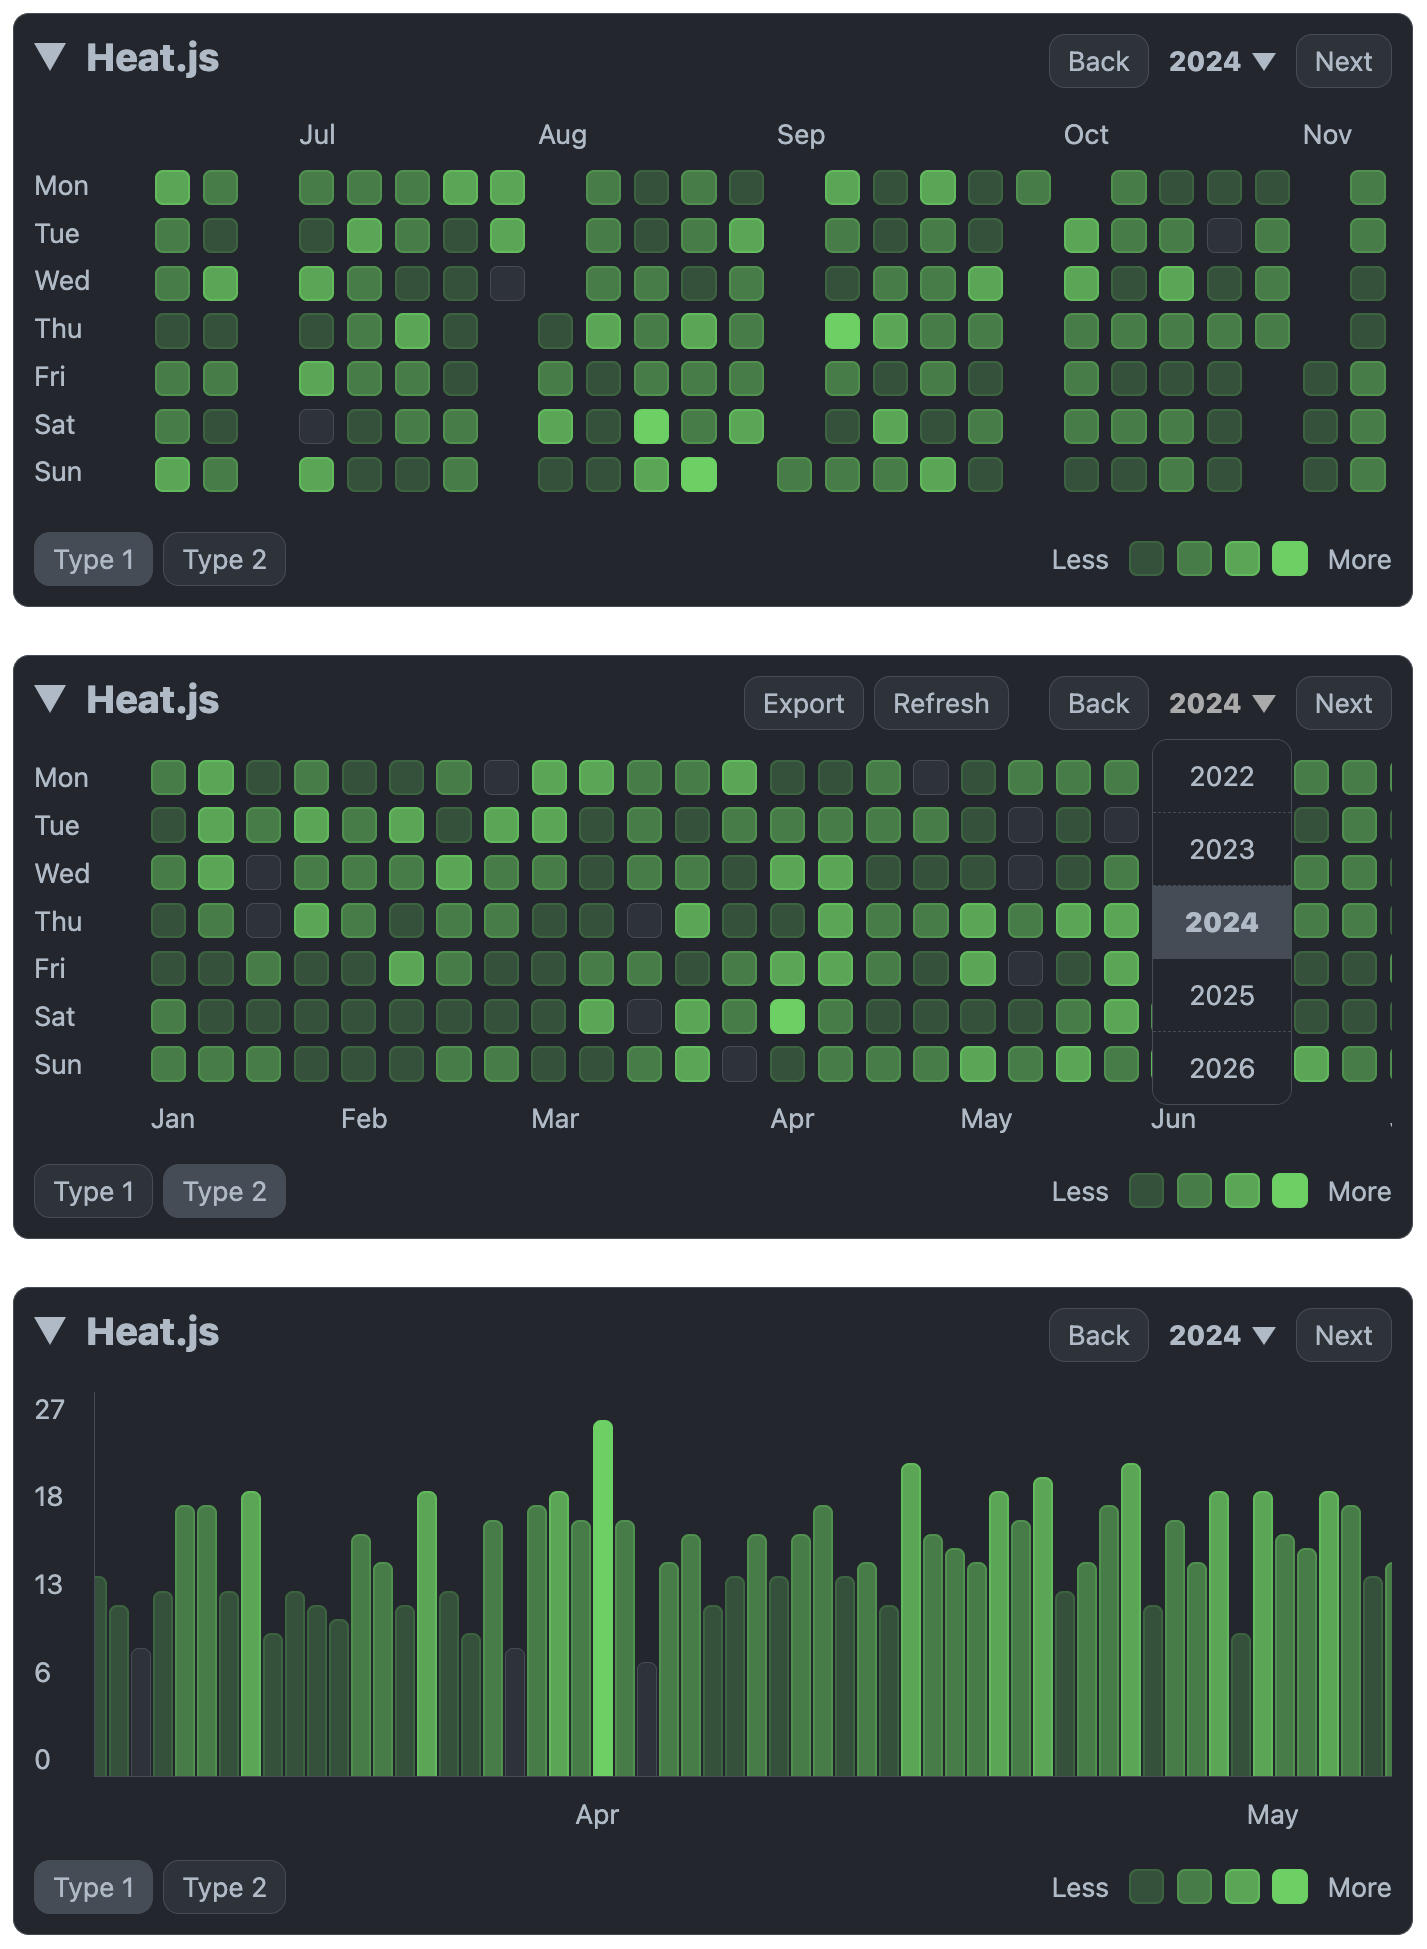 ▼ Heat.js Back 2024 ▼ Next
Jul Aug Sep Oct Nov
Mon
Tue
Wed
Thu
Fri
Sat
Sun
Type 1 Type 2 Less More
▼ Heat.js Export Refresh Back 2024 ▼ Next
Mon
Tue
Wed
Thu
Fri
Sat
Sun
2022
2023
2024
2025
2026
Jan Feb Mar Apr May Jun
Type 1 Type 2 Less More
▼ Heat.js Back 2024 ▼ Next
27
18
13
6
0
Apr May
Type 1 Type 2 Less More